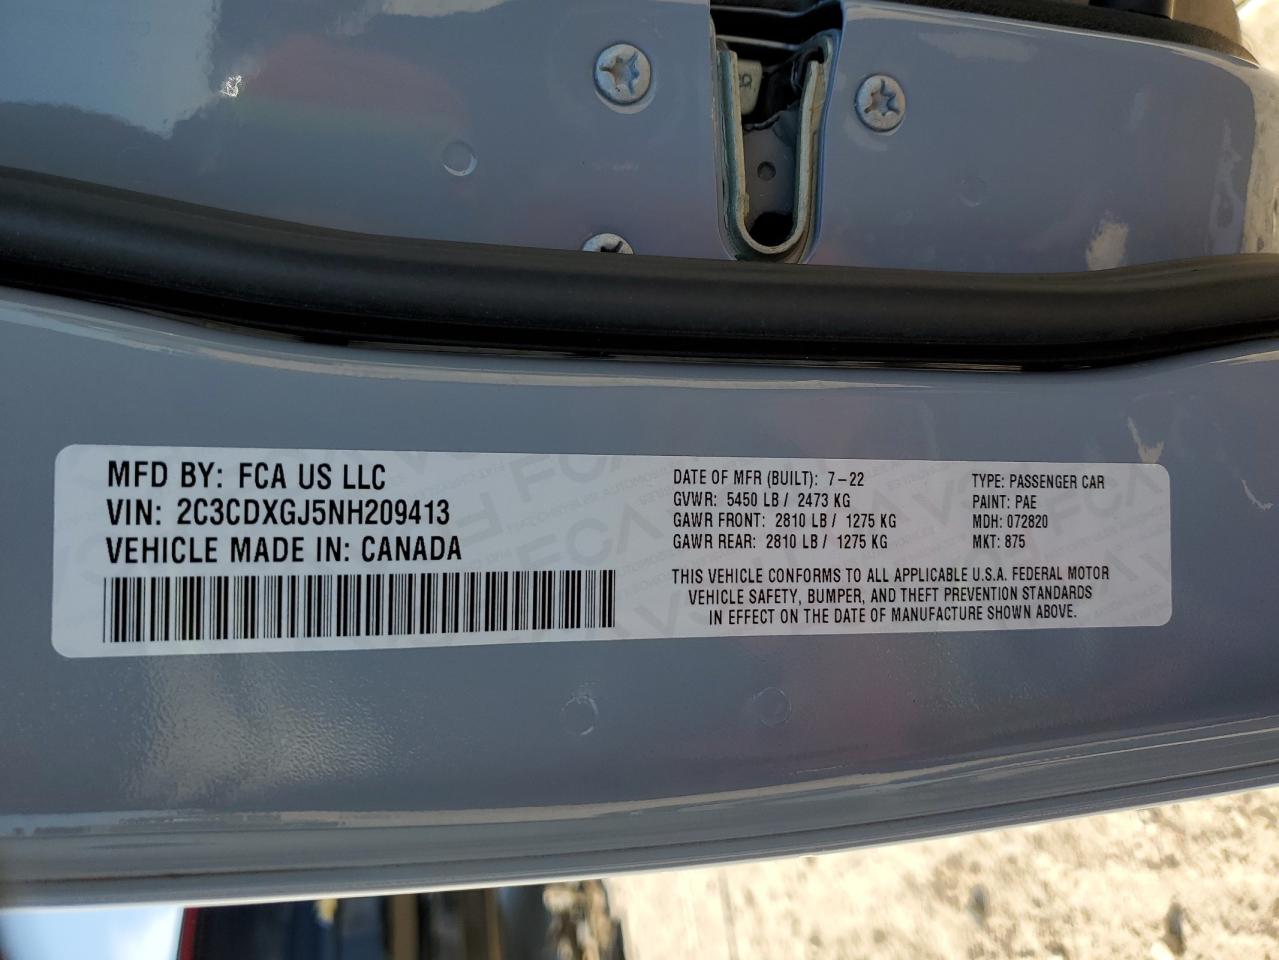 MFD BY: FCA US LLC
VIN: 2C3CDXGJ5NH209413
VEHICLE MADE IN: CANADA
DATE OF MFR (BUILT): 7-22
GVWR: 5450 LB / 2473 KG
GAWR FRONT: 2810 LB / 1275 KG
GAWR REAR: 2810 LB / 1275 KG
TYPE: PASSENGER CAR
PAINT: PAE
MDH: 072820
MKT: 875
THIS VEHICLE CONFORMS TO ALL APPLICABLE U.S.A. FEDERAL MOTOR
VEHICLE SAFETY, BUMPER, AND THEFT PREVENTION STANDARDS
IN EFFECT ON THE DATE OF MANUFACTURE SHOWN ABOVE.